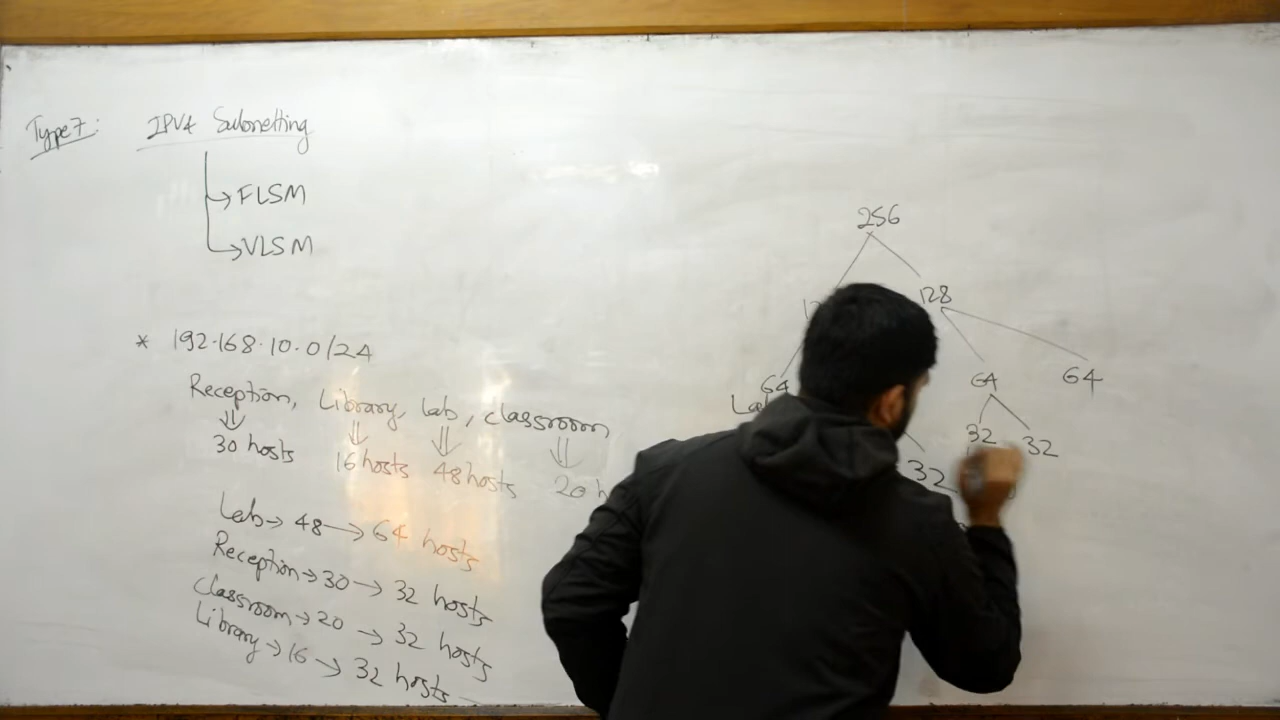 Type 7: IPV4 Subnetting
→ FLSM
→ VLSM
* 192.168.10.0/24
Reception, Library, Lab, classroom
30 hosts 16 hosts 48 hosts 20
Lab → 48 → 64 hosts
Reception → 30 → 32 hosts
Classroom → 20 → 32 hosts
Library → 16 → 32 hosts
256
128
64 64 64
32 32 32